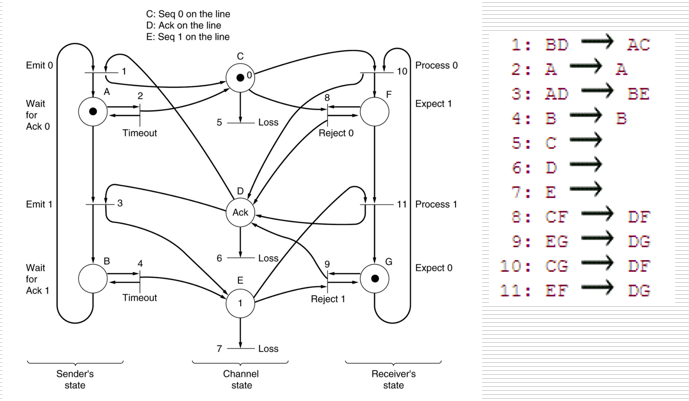 C: Seq 0 on the line
D: Ack on the line
E: Seq 1 on the line
Emit 0
1
C
0
10
Process 0
A
2
8
F
Wait
for
Ack 0
Timeout
5
Loss
Reject 0
Expect 1
D
Emit 1
3
Ack
11
Process 1
B
4
6
Loss
E
9
G
Wait
for
Ack 1
Timeout
1
Reject 1
Expect 0
7
Loss
Sender's
state
Channel
state
Receiver's
state
1: BD ⟶ AC
2: A ⟶ A
3: AD ⟶ BE
4: B ⟶ B
5: C ⟶
6: D ⟶
7: E ⟶
8: CF ⟶ DF
9: EG ⟶ DG
10: CG ⟶ DF
11: EF ⟶ DG